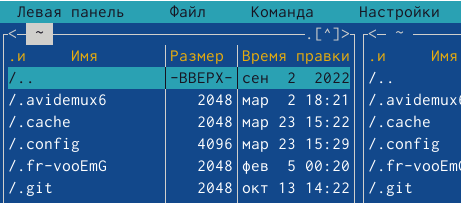 Левая панель Файл Команда Настройки
<─ ~ .[^]> <─ ~
.и Имя Размер Время правки .и Имя
/.. -ВВЕРХ- сен 2 2022 /..
/.avidemux6 2048 мар 2 18:21 /.avidemux
/.cache 2048 мар 23 15:22 /.cache
/.config 4096 мар 23 15:29 /.config
/.fr-vooEmG 2048 фев 5 00:20 /.fr-vooEm
/.git 2048 окт 13 14:22 /.git